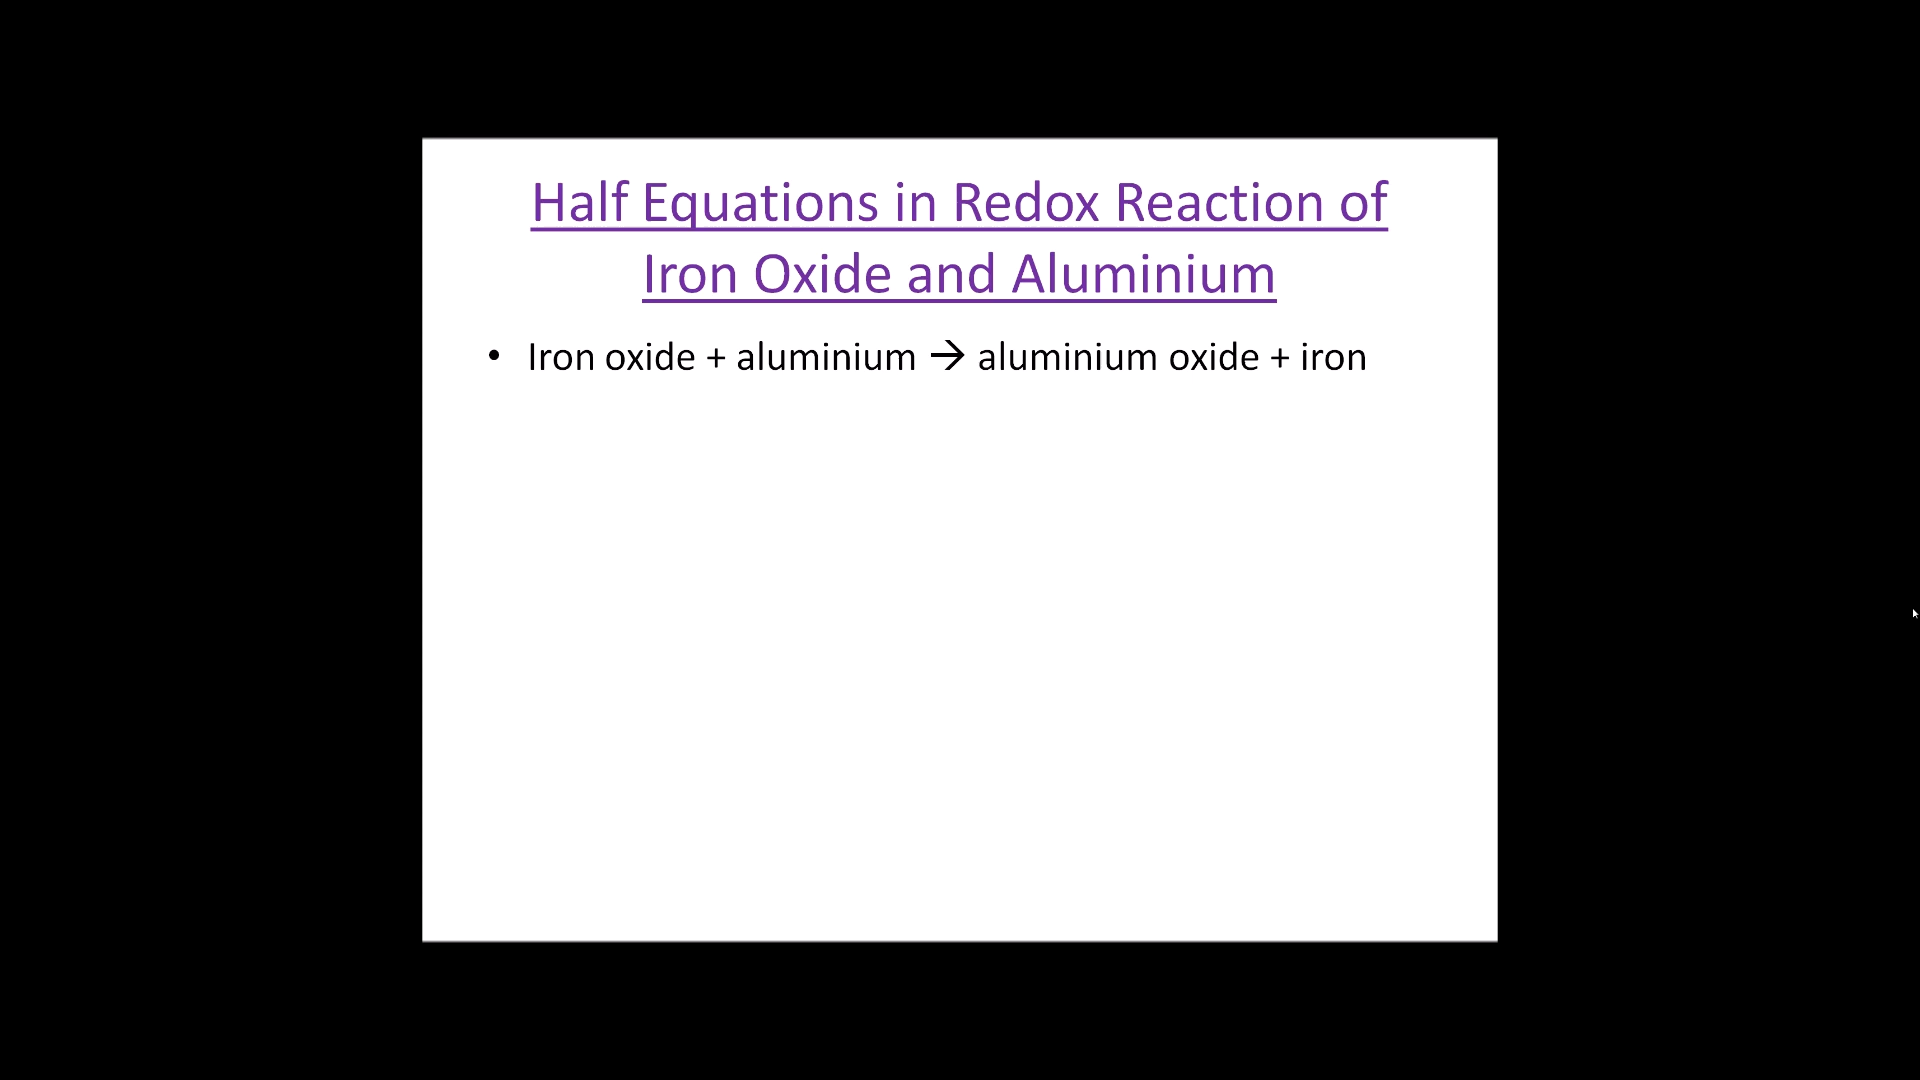 Half Equations in Redox Reaction of
Iron Oxide and Aluminium
• Iron oxide + aluminium → aluminium oxide + iron